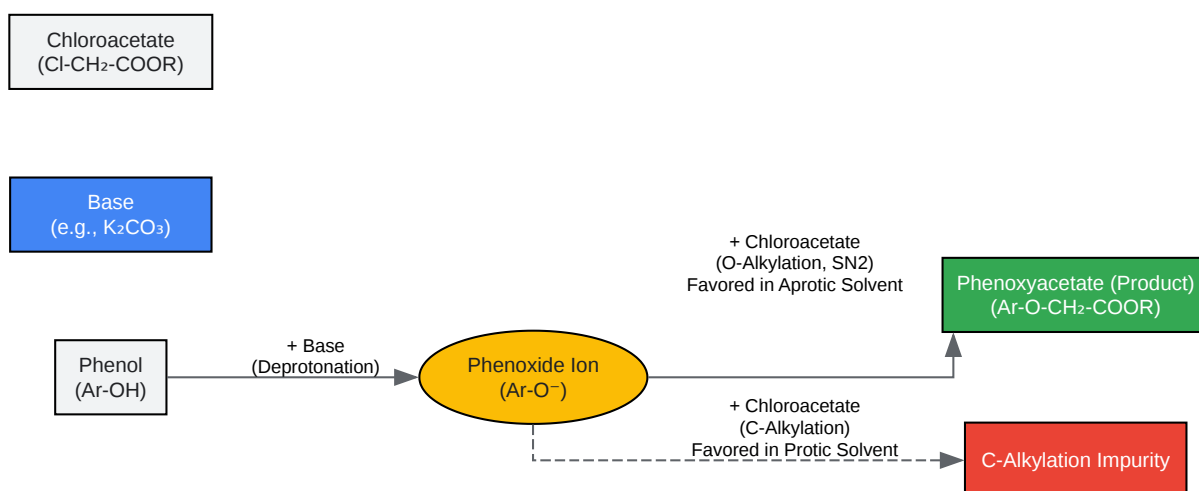 Chloroacetate
(Cl-CH₂-COOR)
Base
(e.g., K₂CO₃)
+ Chloroacetate
(O-Alkylation, SN2)
Favored in Aprotic Solvent
Phenoxyacetate (Product)
(Ar-O-CH₂-COOR)
Phenol
(Ar-OH)
+ Base
(Deprotonation)
Phenoxide Ion
(Ar-O⁻)
+ Chloroacetate
(C-Alkylation)
Favored in Protic Solvent
C-Alkylation Impurity